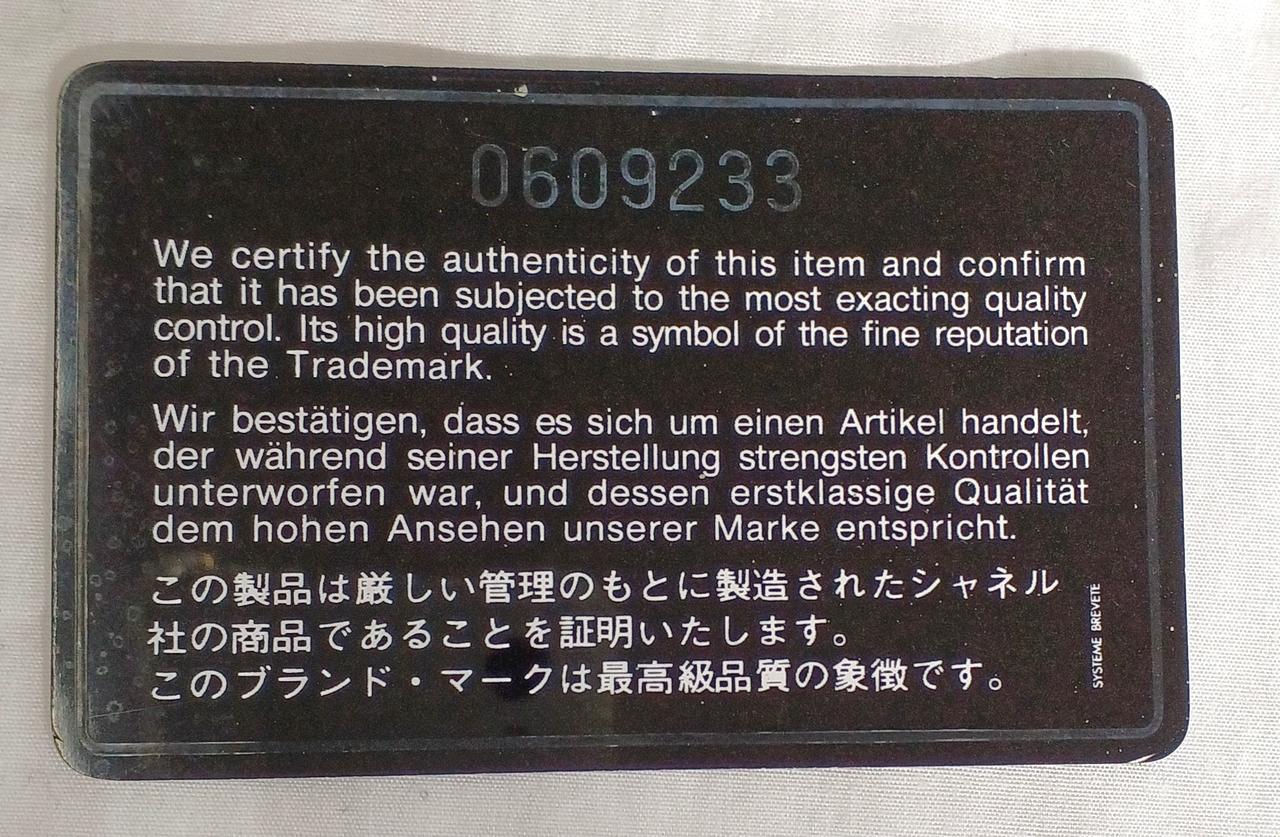 0609233
We certify the authenticity of this item and confirm
that it has been subjected to the most exacting quality
control. Its high quality is a symbol of the fine reputation
of the Trademark.
Wir bestätigen, dass es sich um einen Artikel handelt,
der während seiner Herstellung strengsten Kontrollen
unterworfen war, und dessen erstklassige Qualität
dem hohen Ansehen unserer Marke entspricht.
この製品は厳しい管理のもとに製造されたシャネル
社の商品であることを証明いたします。
このブランド・マークは最高級品質の象徴です。
SYSTEME BREVETE